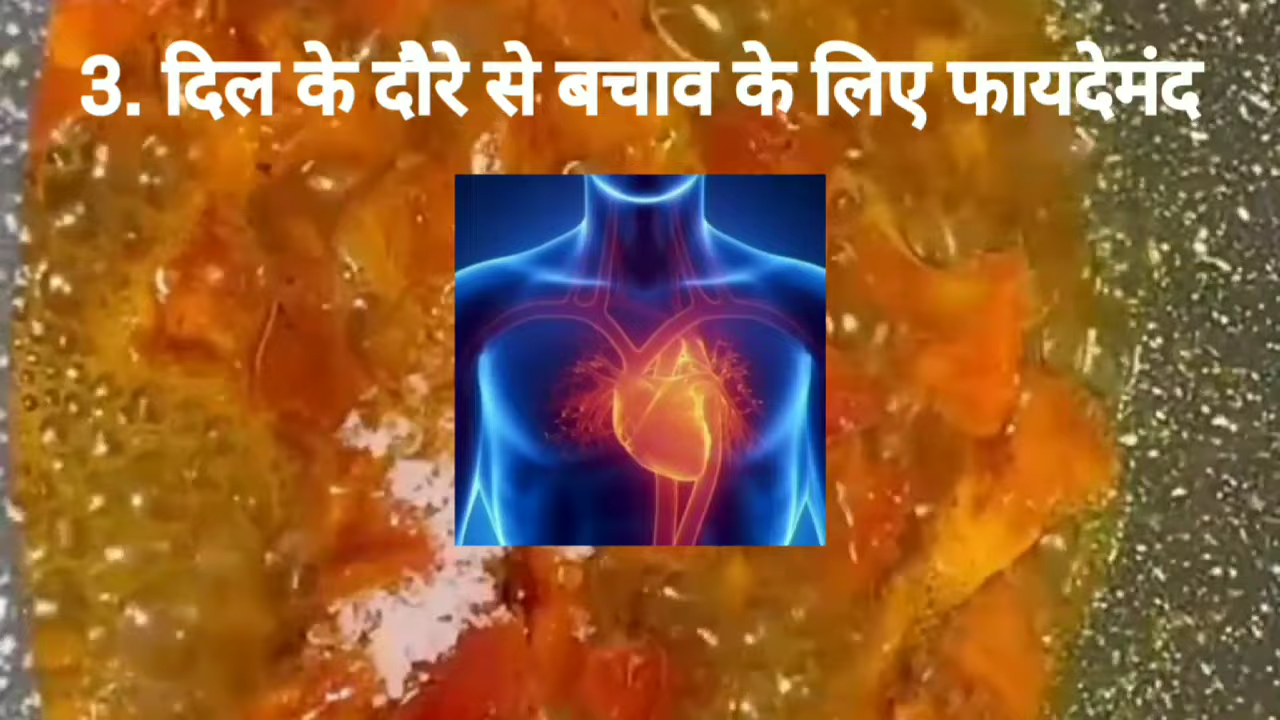 3. दिल के दौरे से बचाव के लिए फायदेमंद